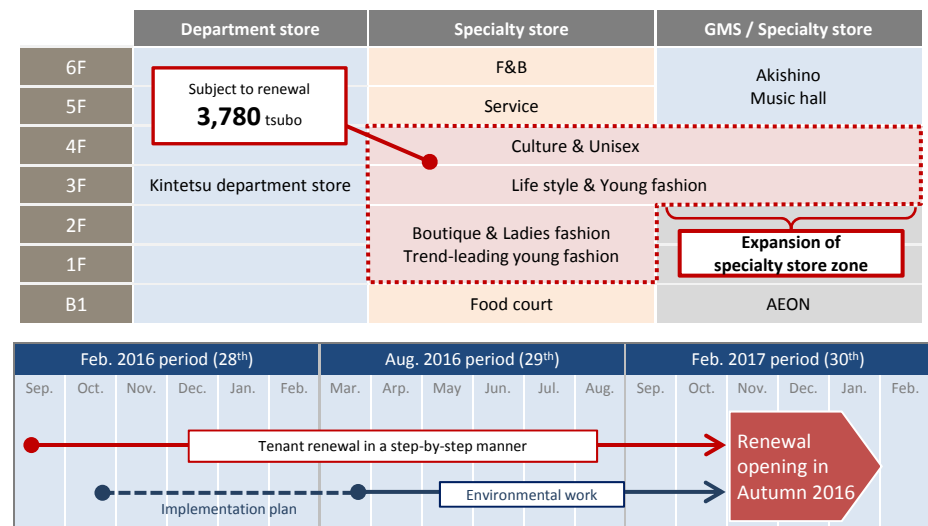 Department store
Specialty store
GMS / Specialty store
6F
F&B
Akishino
Music hall
Subject to renewal
3,780 tsubo
5F
Service
4F
Culture & Unisex
3F
Kintetsu department store
Life style & Young fashion
2F
Boutique & Ladies fashion
Trend-leading young fashion
Expansion of
specialty store zone
1F
B1
Food court
AEON
Feb. 2016 period (28th)
Aug. 2016 period (29th)
Feb. 2017 period (30th)
Sep. Oct. Nov. Dec. Jan. Feb. Mar. Arp. May Jun. Jul. Aug. Sep. Oct. Nov. Dec. Jan. Feb.
Tenant renewal in a step-by-step manner
Renewal
opening in
Autumn 2016
Environmental work
Implementation plan